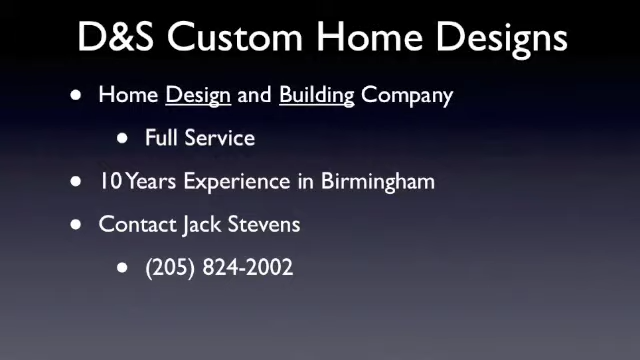 D&S Custom Home Designs
• Home Design and Building Company
• Full Service
• 10 Years Experience in Birmingham
• Contact Jack Stevens
• (205) 824-2002